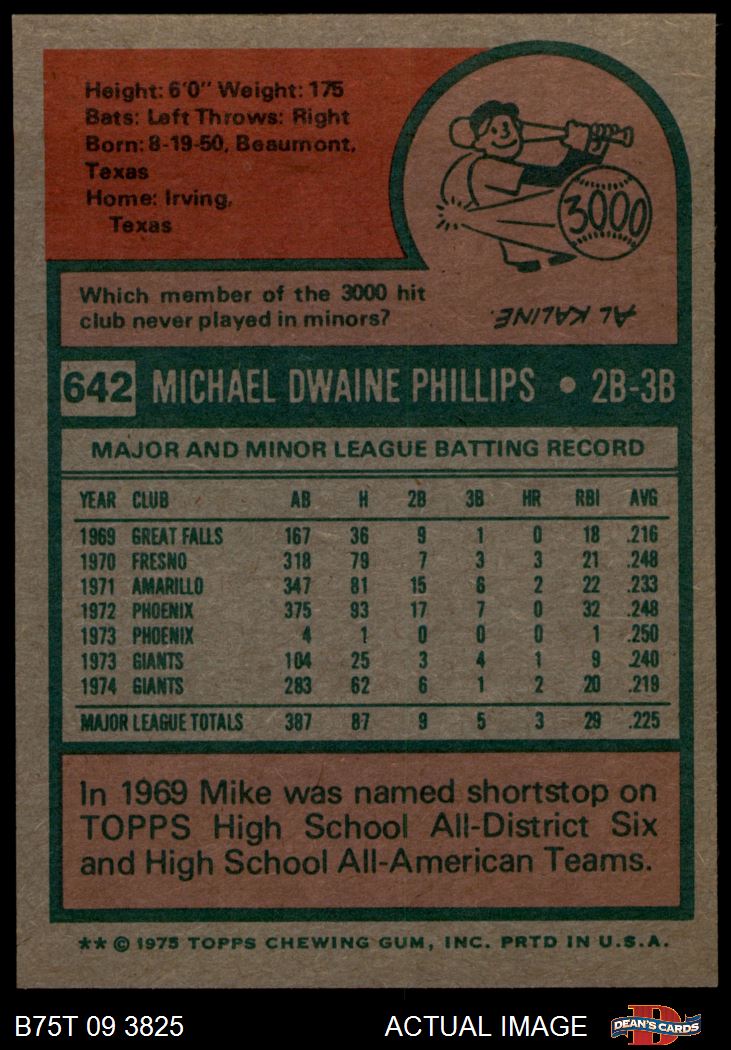 Height: 6'0" Weight: 175
Bats: Left Throws: Right
Born: 8-19-50, Beaumont,
Texas
Home: Irving,
Texas
3000
Which member of the 3000 hit
club never played in minors?
AL KALINE.
642 MICHAEL DWAINE PHILLIPS • 2B-3B
MAJOR AND MINOR LEAGUE BATTING RECORD
YEAR CLUB AB H 2B 3B HR RBI AVG
1969 GREAT FALLS 167 36 9 1 0 18 .216
1970 FRESNO 318 79 7 3 3 21 .248
1971 AMARILLO 347 81 15 6 2 22 .233
1972 PHOENIX 375 93 17 7 0 32 .248
1973 PHOENIX 4 1 0 0 0 1 .250
1973 GIANTS 104 25 3 4 1 9 .240
1974 GIANTS 283 62 6 1 2 20 .219
MAJOR LEAGUE TOTALS 387 87 9 5 3 29 .225
In 1969 Mike was named shortstop on
TOPPS High School All-District Six
and High School All-American Teams.
** © 1975 TOPPS CHEWING GUM, INC. PRTD IN U.S.A.
B75T 09 3825 ACTUAL IMAGE DEAN'S CARDS